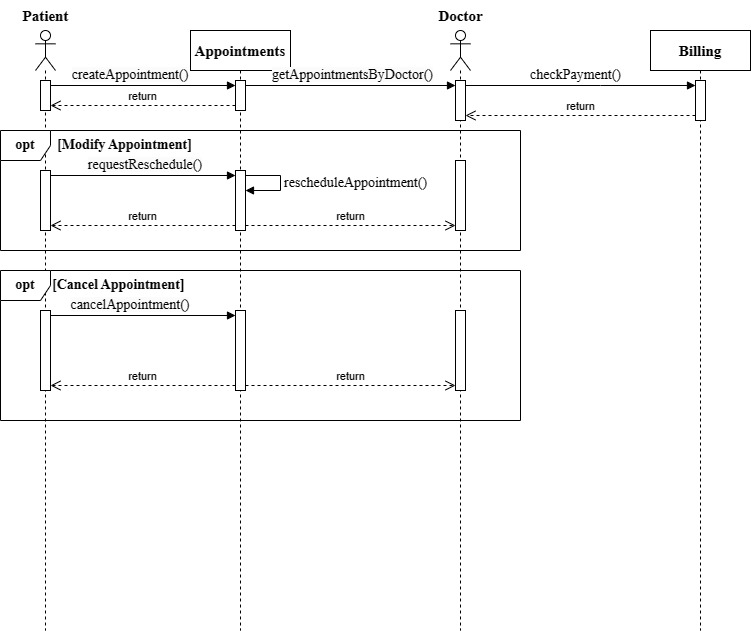 Patient
Doctor
Appointments
Billing
createAppointment()
getAppointmentsByDoctor()
checkPayment()
return
return
opt
[Modify Appointment]
requestReschedule()
rescheduleAppointment()
return
return
opt
[Cancel Appointment]
cancelAppointment()
return
return